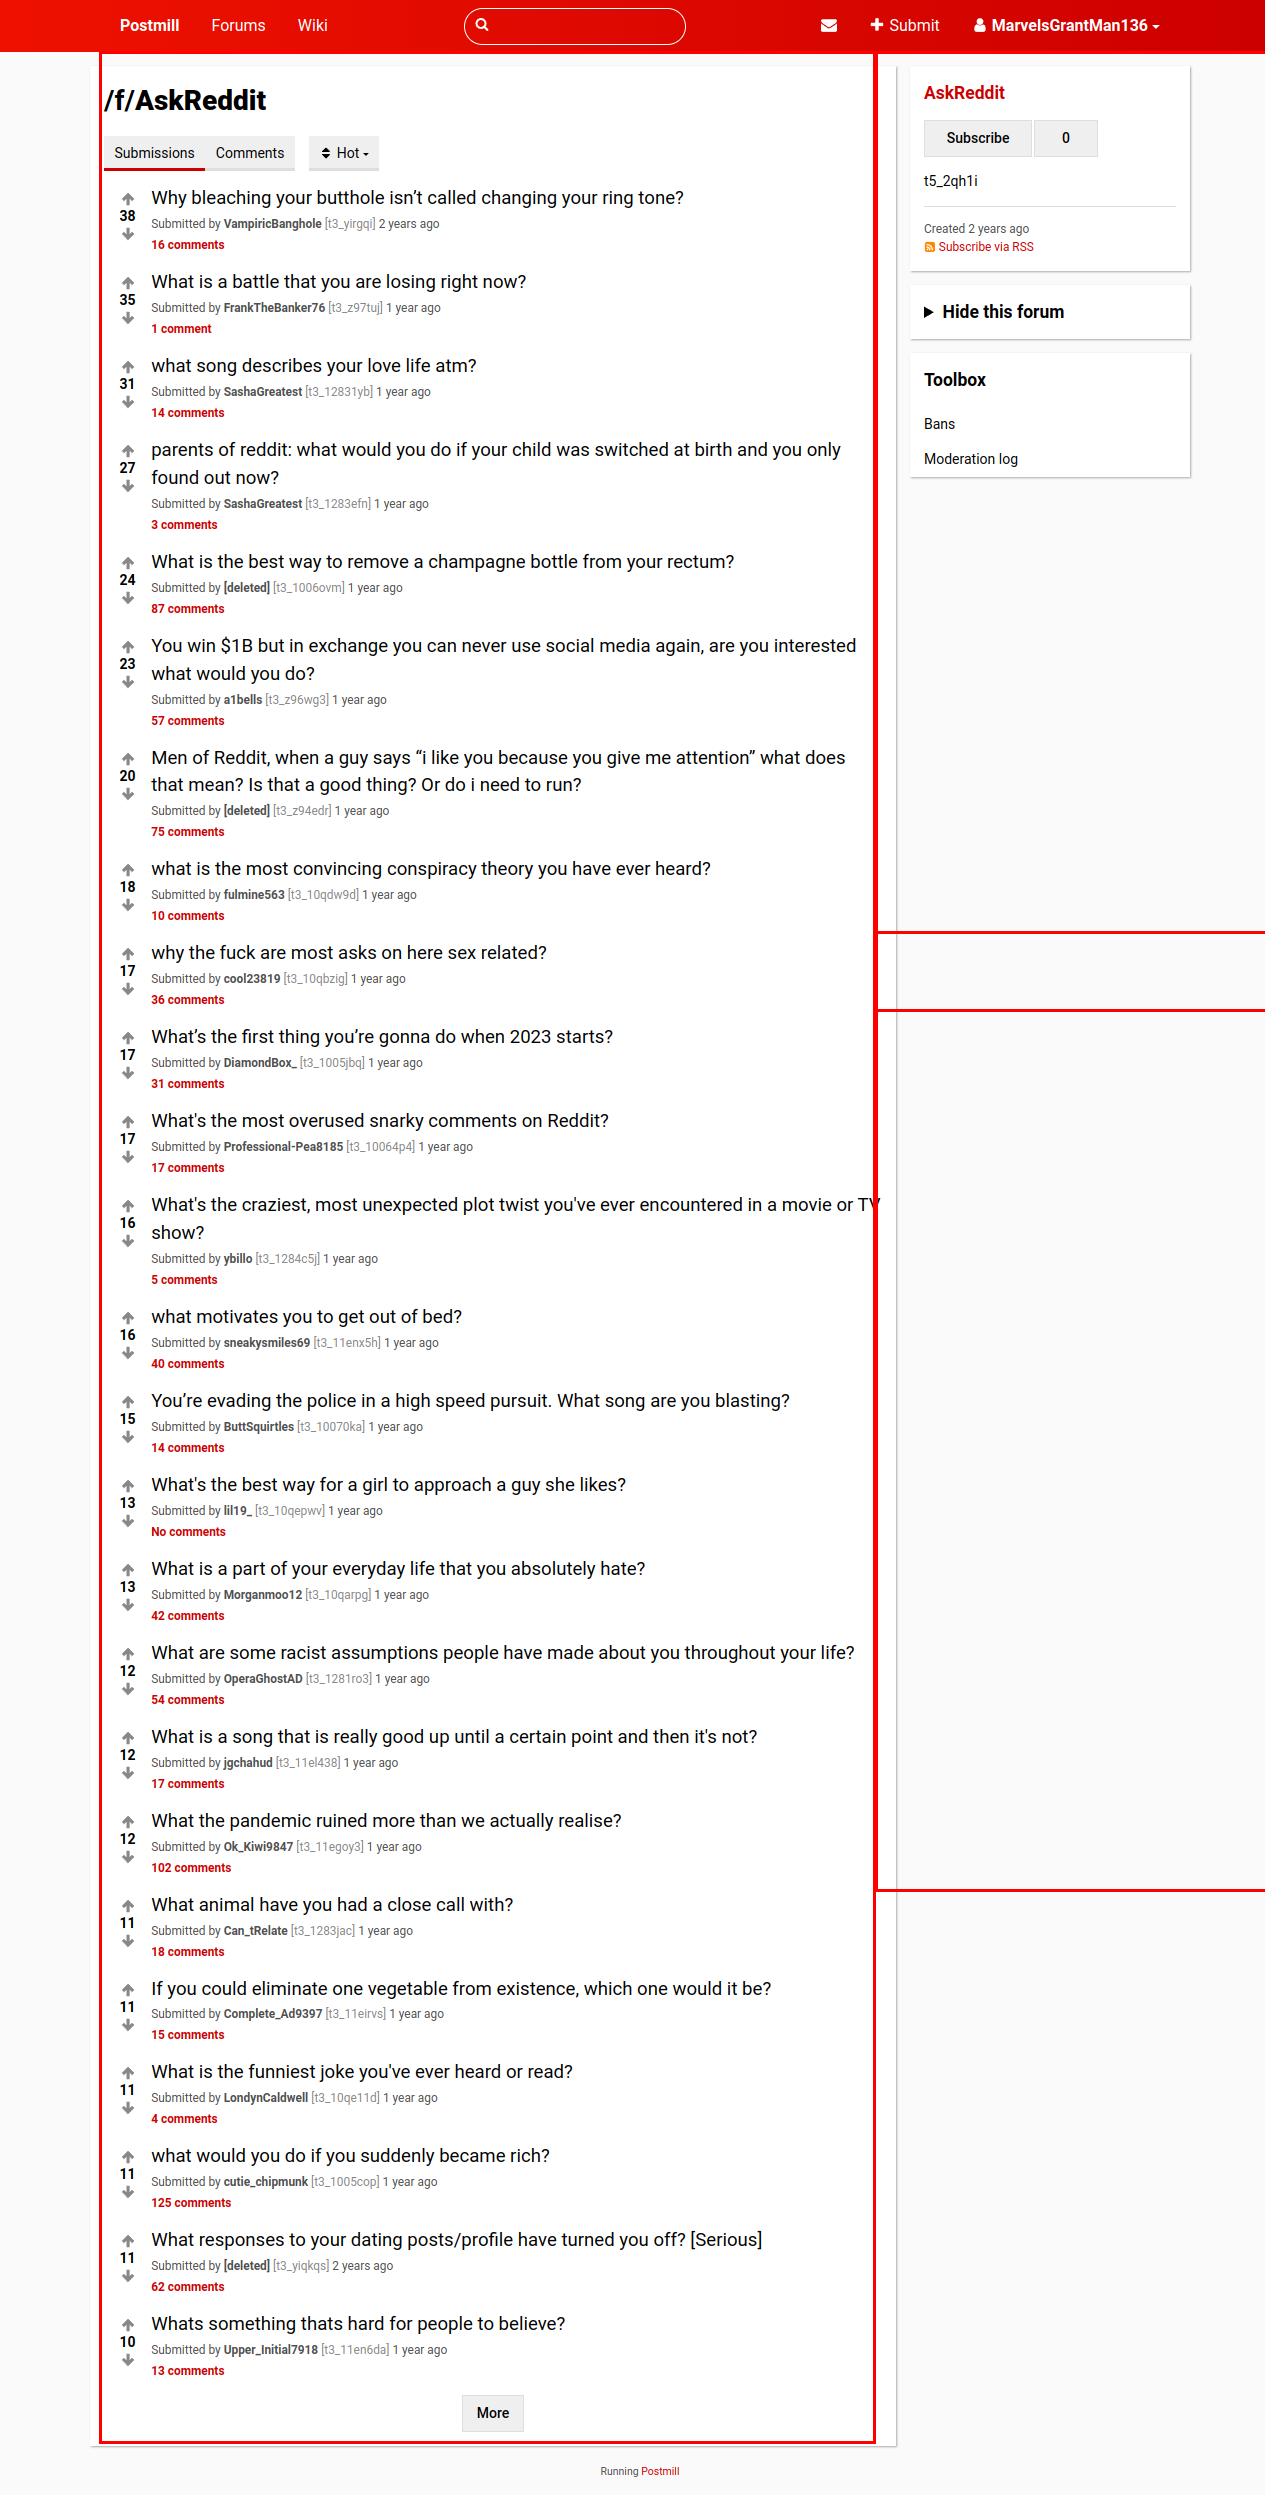 Postmill Forums Wiki Submit MarvelsGrantMan136
/f/AskReddit
Submissions Comments Hot
Why bleaching your butthole isn’t called changing your ring tone?
38
Submitted by VampiricBanghole [t3_yirgqi] 2 years ago
16 comments
What is a battle that you are losing right now?
35
Submitted by FrankTheBanker76 [t3_z97tuj] 1 year ago
1 comment
what song describes your love life atm?
31
Submitted by SashaGreatest [t3_12831yb] 1 year ago
14 comments
parents of reddit: what would you do if your child was switched at birth and you only
27
found out now?
Submitted by SashaGreatest [t3_1283efn] 1 year ago
3 comments
What is the best way to remove a champagne bottle from your rectum?
24
Submitted by [deleted] [t3_1006ovm] 1 year ago
87 comments
You win $1B but in exchange you can never use social media again, are you interested
23
what would you do?
Submitted by a1bells [t3_z96wg3] 1 year ago
57 comments
Men of Reddit, when a guy says “i like you because you give me attention” what does
20
that mean? Is that a good thing? Or do i need to run?
Submitted by [deleted] [t3_z94edr] 1 year ago
75 comments
what is the most convincing conspiracy theory you have ever heard?
18
Submitted by fulmine563 [t3_10qdw9d] 1 year ago
10 comments
why the fuck are most asks on here sex related?
17
Submitted by cool23819 [t3_10qbzig] 1 year ago
36 comments
What’s the first thing you’re gonna do when 2023 starts?
17
Submitted by DiamondBox_ [t3_1005jbq] 1 year ago
31 comments
What's the most overused snarky comments on Reddit?
17
Submitted by Professional-Pea8185 [t3_10064p4] 1 year ago
17 comments
What's the craziest, most unexpected plot twist you've ever encountered in a movie or TV
16
show?
Submitted by ybillo [t3_1284c5j] 1 year ago
5 comments
what motivates you to get out of bed?
16
Submitted by sneakysmiles69 [t3_11enx5h] 1 year ago
40 comments
You’re evading the police in a high speed pursuit. What song are you blasting?
15
Submitted by ButtSquirtles [t3_10070ka] 1 year ago
14 comments
What's the best way for a girl to approach a guy she likes?
13
Submitted by lil19_ [t3_10qepwv] 1 year ago
No comments
What is a part of your everyday life that you absolutely hate?
13
Submitted by Morganmoo12 [t3_10qarpg] 1 year ago
42 comments
What are some racist assumptions people have made about you throughout your life?
12
Submitted by OperaGhostAD [t3_1281ro3] 1 year ago
54 comments
What is a song that is really good up until a certain point and then it's not?
12
Submitted by jgchahud [t3_11el438] 1 year ago
17 comments
What the pandemic ruined more than we actually realise?
12
Submitted by Ok_Kiwi9847 [t3_11egoy3] 1 year ago
102 comments
What animal have you had a close call with?
11
Submitted by Can_tRelate [t3_1283jac] 1 year ago
18 comments
If you could eliminate one vegetable from existence, which one would it be?
11
Submitted by Complete_Ad9397 [t3_11eirvs] 1 year ago
15 comments
What is the funniest joke you've ever heard or read?
11
Submitted by LondynCaldwell [t3_10qe11d] 1 year ago
4 comments
what would you do if you suddenly became rich?
11
Submitted by cutie_chipmunk [t3_1005cop] 1 year ago
125 comments
What responses to your dating posts/profile have turned you off? [Serious]
11
Submitted by [deleted] [t3_yiqkqs] 2 years ago
62 comments
Whats something thats hard for people to believe?
10
Submitted by Upper_Initial7918 [t3_11en6da] 1 year ago
13 comments
More
AskReddit
Subscribe 0
t5_2qh1i
Created 2 years ago
Subscribe via RSS
Hide this forum
Toolbox
Bans
Moderation log
Running Postmill